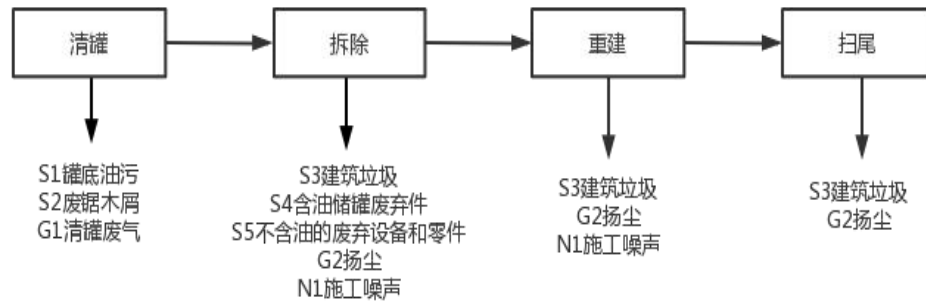 清罐
拆除
重建
扫尾
S1罐底油污
S2废锯木屑
G1清罐废气
S3建筑垃圾
S4含油储罐废弃件
S5不含油的废弃设备和零件
G2扬尘
N1施工噪声
S3建筑垃圾
G2扬尘
N1施工噪声
S3建筑垃圾
G2扬尘